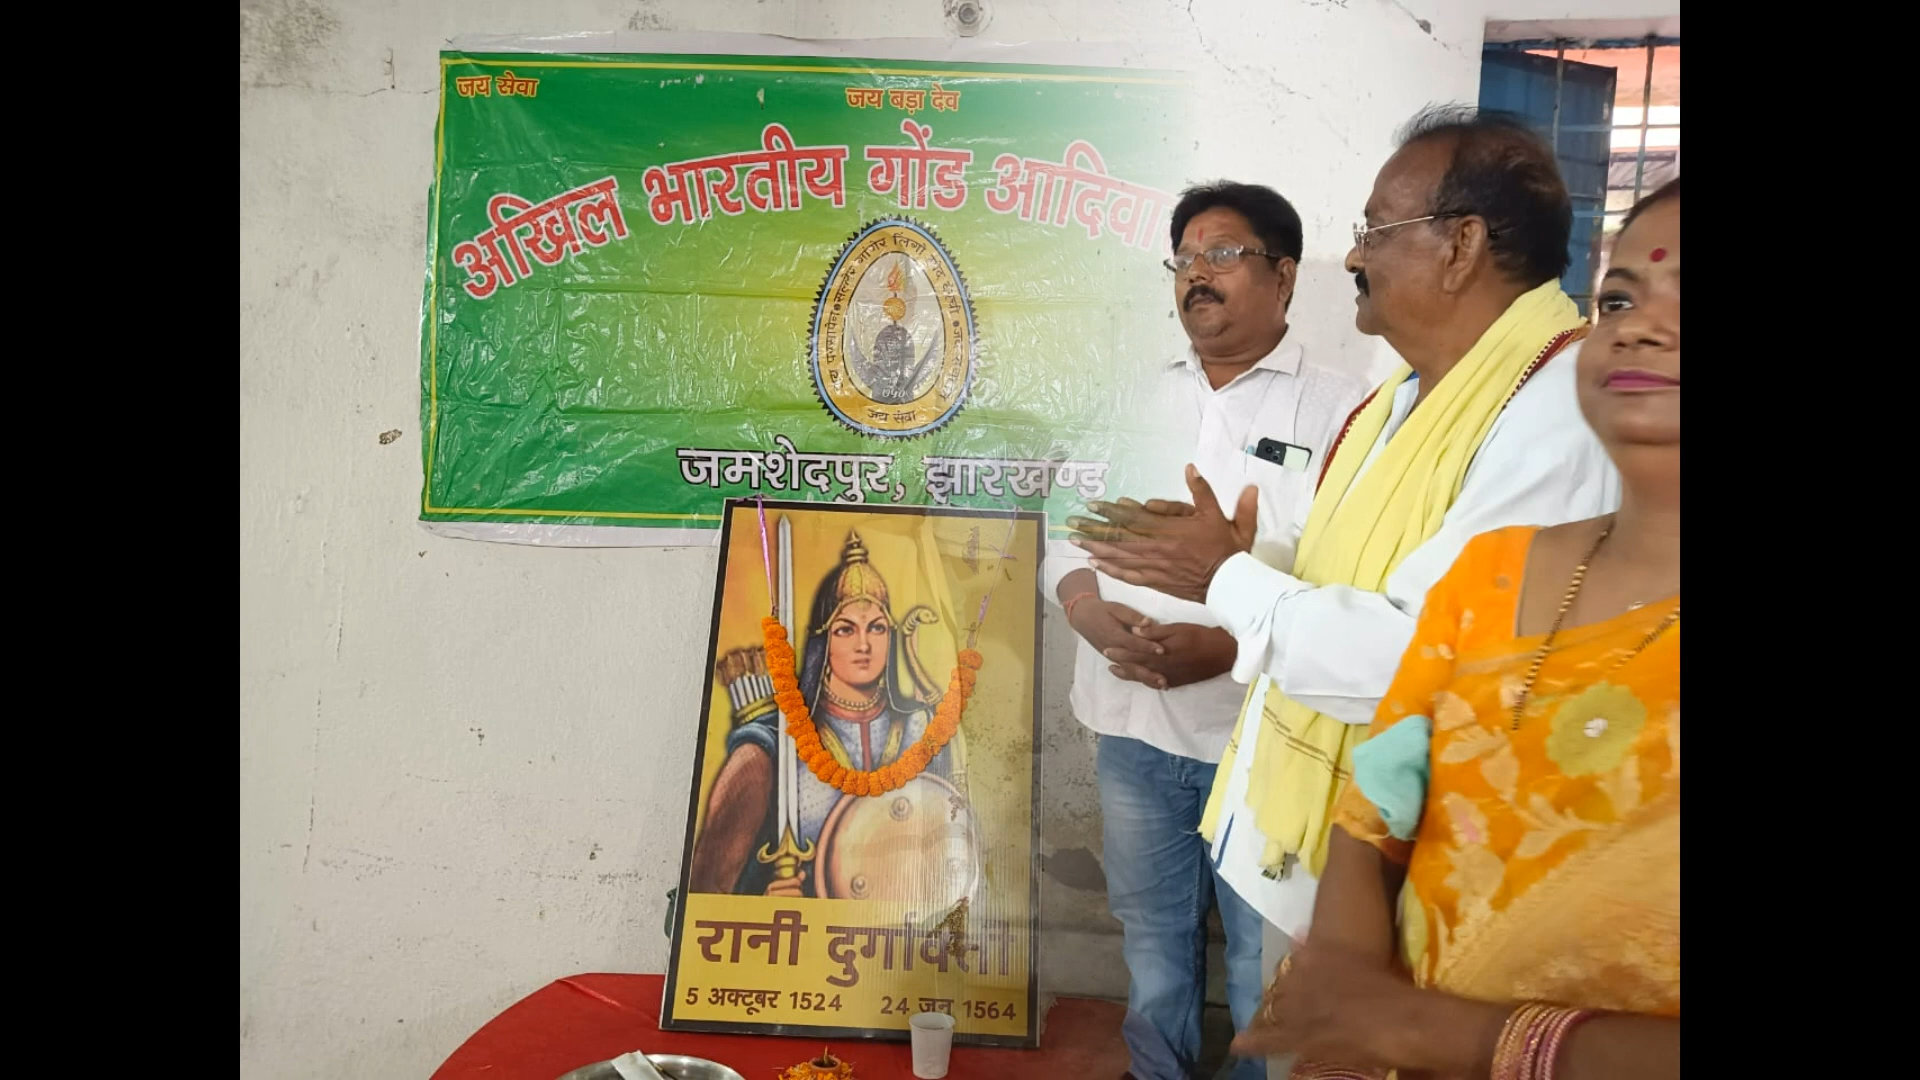 जय सेवा
जय बड़ा देव
अखिल भारतीय गोंड आदिवा
जय सेवा
जमशेदपुर, झारखण्ड
रानी दुर्गावती
5 अक्टूबर 1524 24 जून 1564